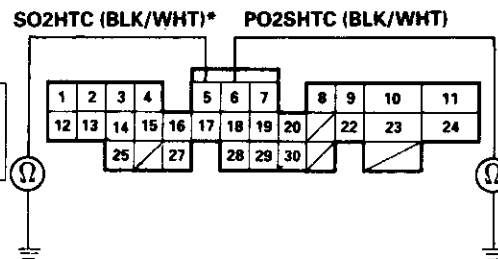 SO2HTC (BLK/WHT)* PO2SHTC (BLK/WHT)
1 2 3 4 5 6 7 8 9 10 11
12 13 14 15 16 17 18 19 20 22 23 24
25 27 28 29 30
Ω Ω